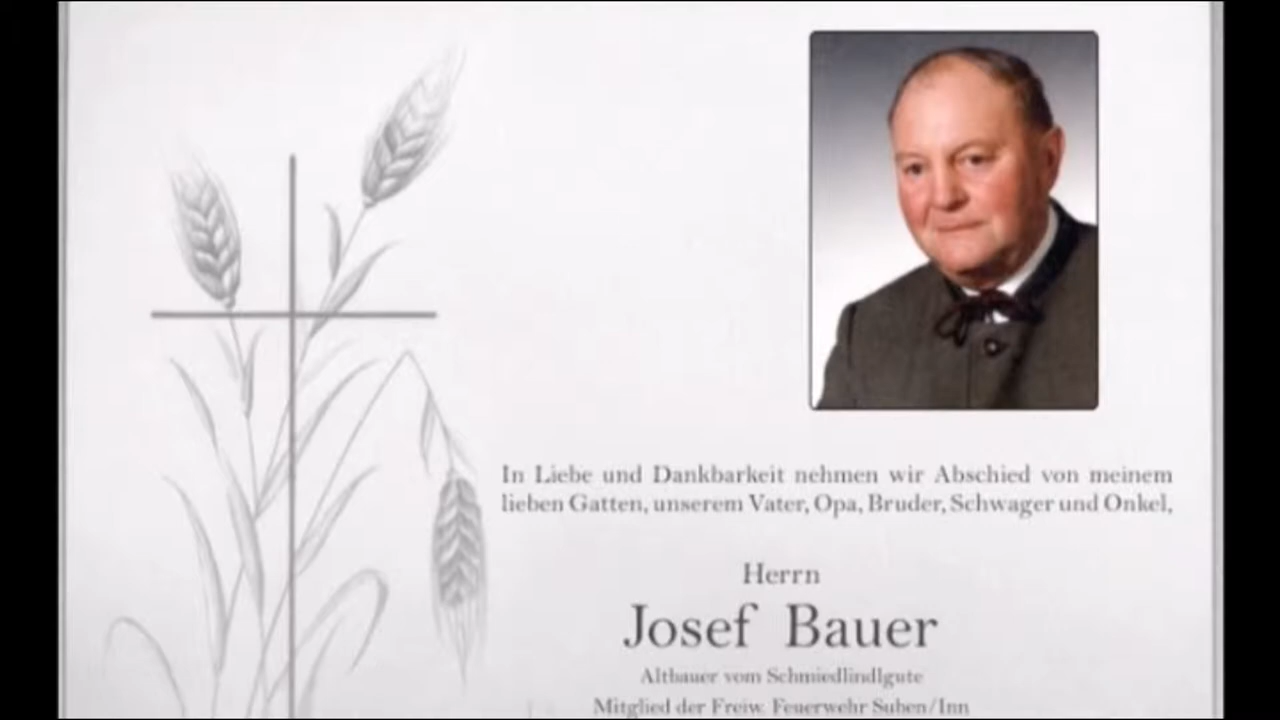 In Liebe und Dankbarkeit nehmen wir Abschied von meinem
lieben Gatten, unserem Vater, Opa, Bruder, Schwager und Onkel,
Herrn
Josef Bauer
Altbauer vom Schmiedlindlgute
Mitglied der Freiw. Feuerwehr Suben/Inn